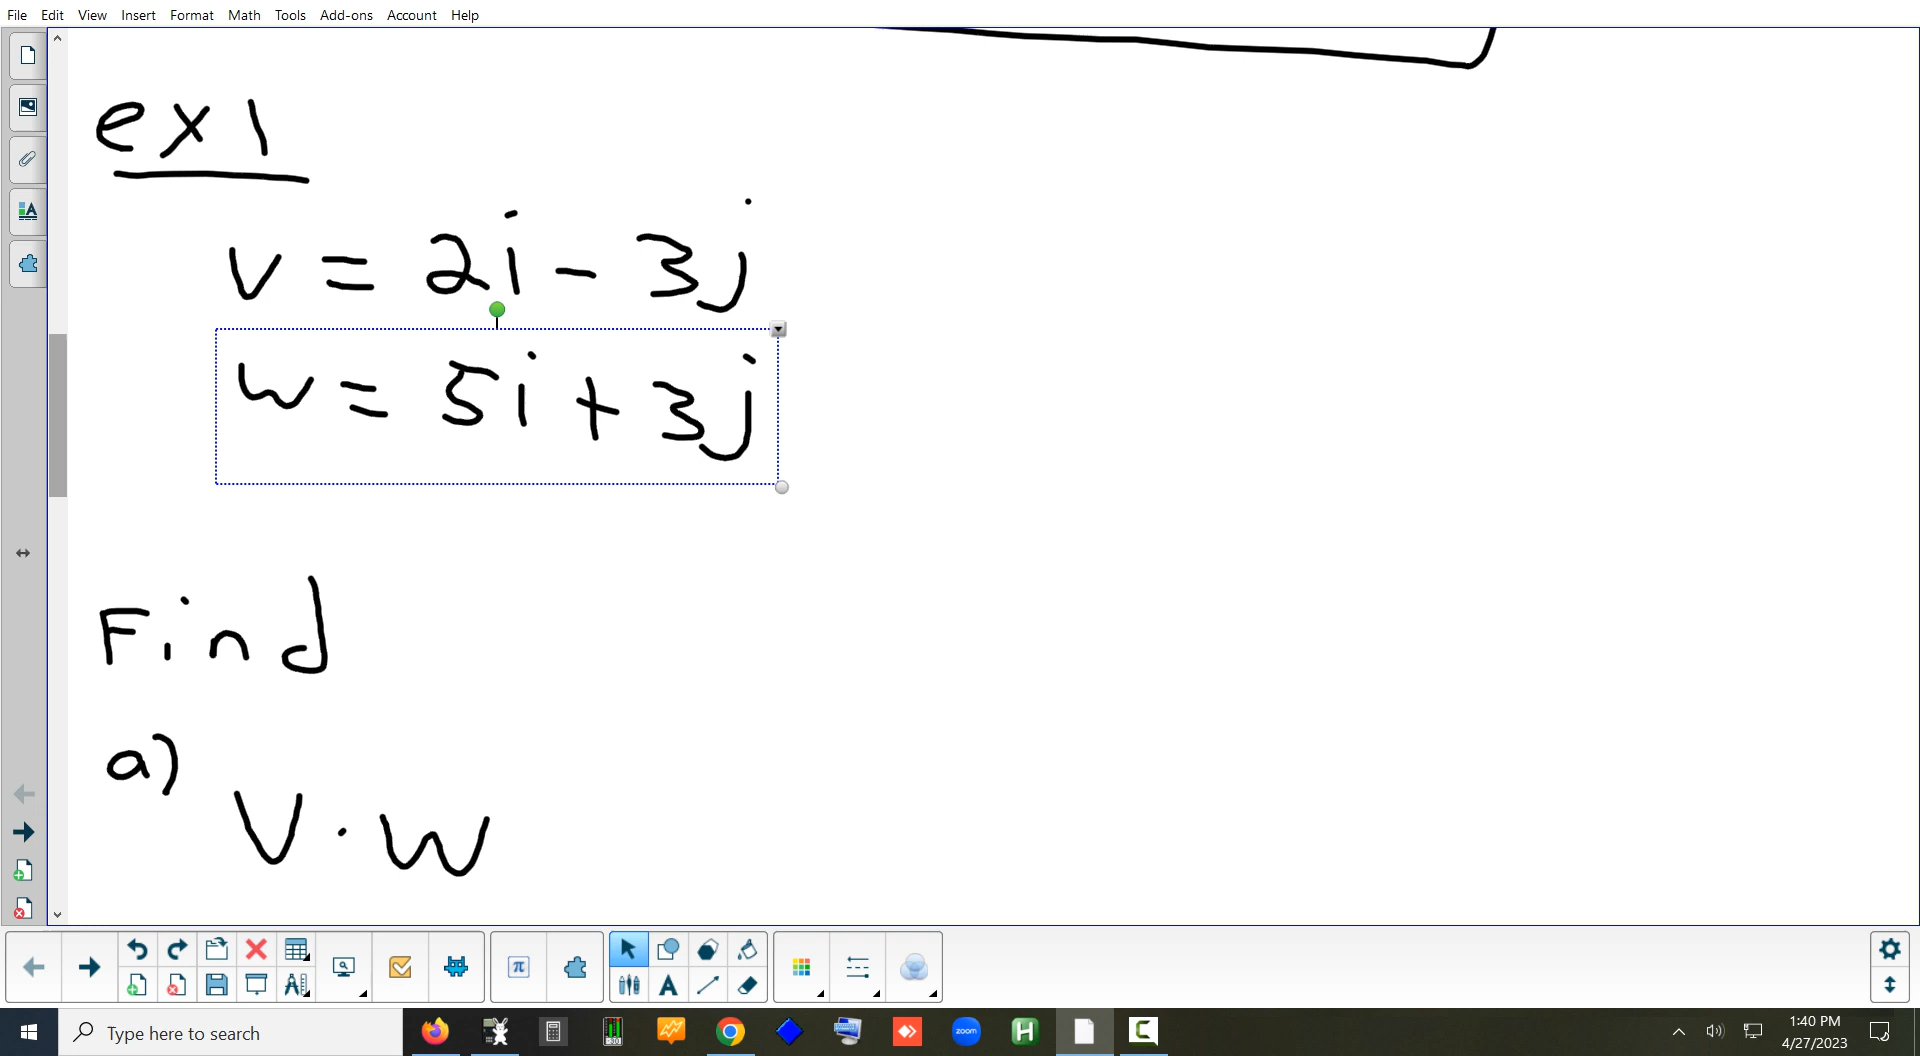 File Edit View Insert Format Math Tools Add-ons Account Help
ex 1
v = 2i - 3j
w = 5i + 3j
Find
a)
v · w
A
π
A
Type here to search
zoom
H
C
1:40 PM
4/27/2023